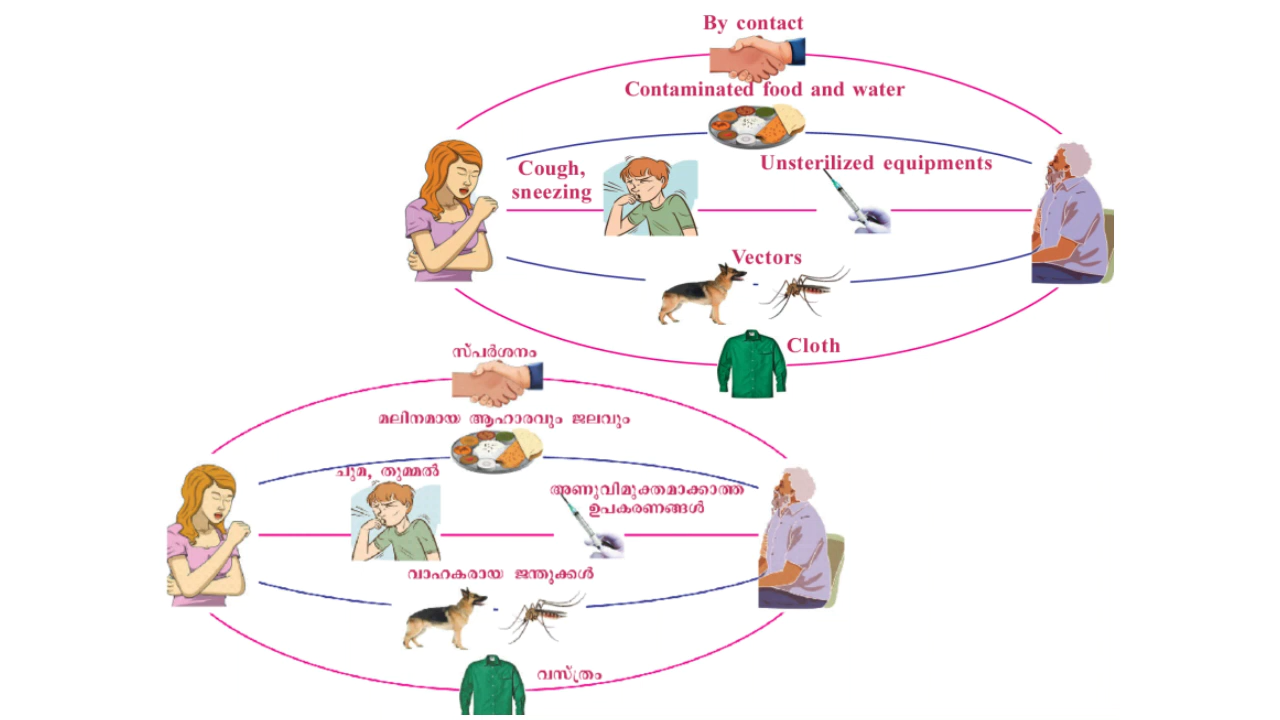 By contact
Contaminated food and water
Cough,
sneezing
Unsterilized equipments
Vectors
Cloth
സ്പർശനം
മലിനമായ ആഹാരവും ജലവും
ചുമ, തുമ്മൽ
അണുവിമുക്തമാക്കാത്ത
ഉപകരണങ്ങൾ
വാഹകരായ ജന്തുക്കൾ
വസ്ത്രം